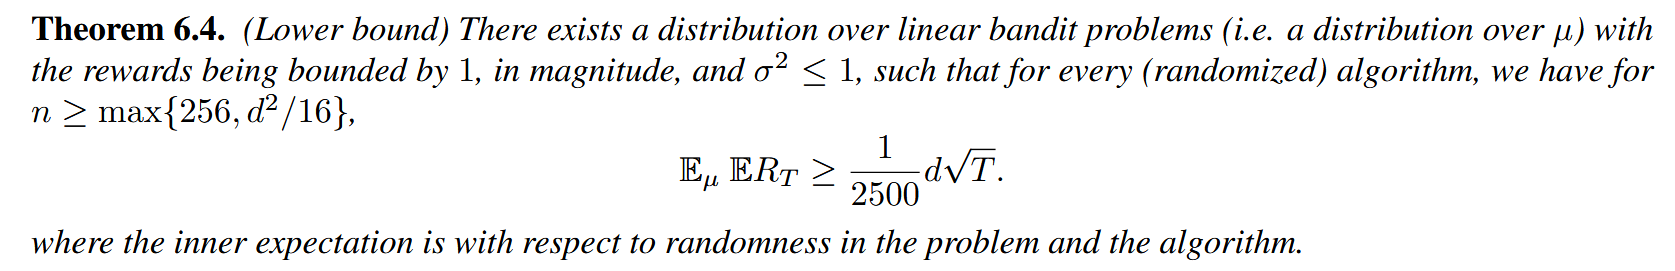 Theorem 6.4. (Lower bound) There exists a distribution over linear bandit problems (i.e. a distribution over μ) with
the rewards being bounded by 1, in magnitude, and σ² ≤ 1, such that for every (randomized) algorithm, we have for
n ≥ max{256, d²/16},
𝔼_μ 𝔼R_T ≥ \frac{1}{2500} d√T.
where the inner expectation is with respect to randomness in the problem and the algorithm.